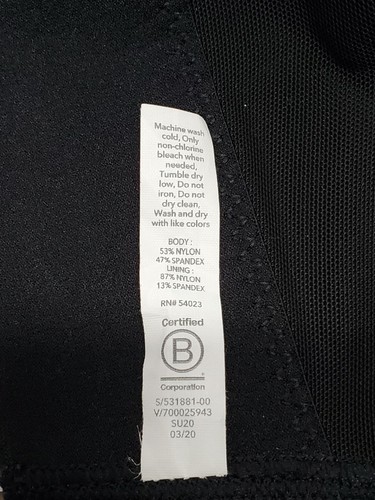 Machine wash
cold, Only
non-chlorine
bleach when
needed,
Tumble dry
low, Do not
iron, Do not
dry clean,
Wash and dry
with like colors
BODY :
53% NYLON
47% SPANDEX
LINING :
87% NYLON
13% SPANDEX
RN# 54023
Certified
B
Corporation
S/531881-00
V/700025943
SU20
03/20